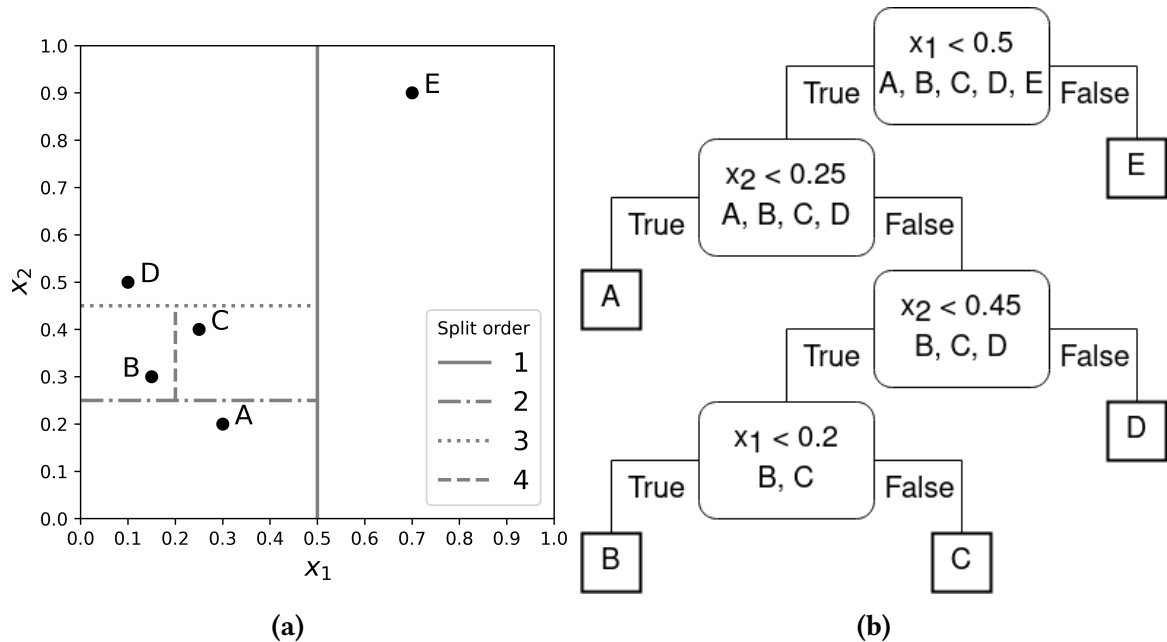 1.0
0.9
0.8
0.7
0.6
0.5
0.4
0.3
0.2
0.1
0.0
x2
E
D
C
B
A
Split order
1
2
3
4
0.0 0.1 0.2 0.3 0.4 0.5 0.6 0.7 0.8 0.9 1.0
x1
(a)
x1 < 0.5
A, B, C, D, E
True
False
E
x2 < 0.25
A, B, C, D
True
False
A
x2 < 0.45
B, C, D
True
False
D
x1 < 0.2
B, C
True
False
B
C
(b)